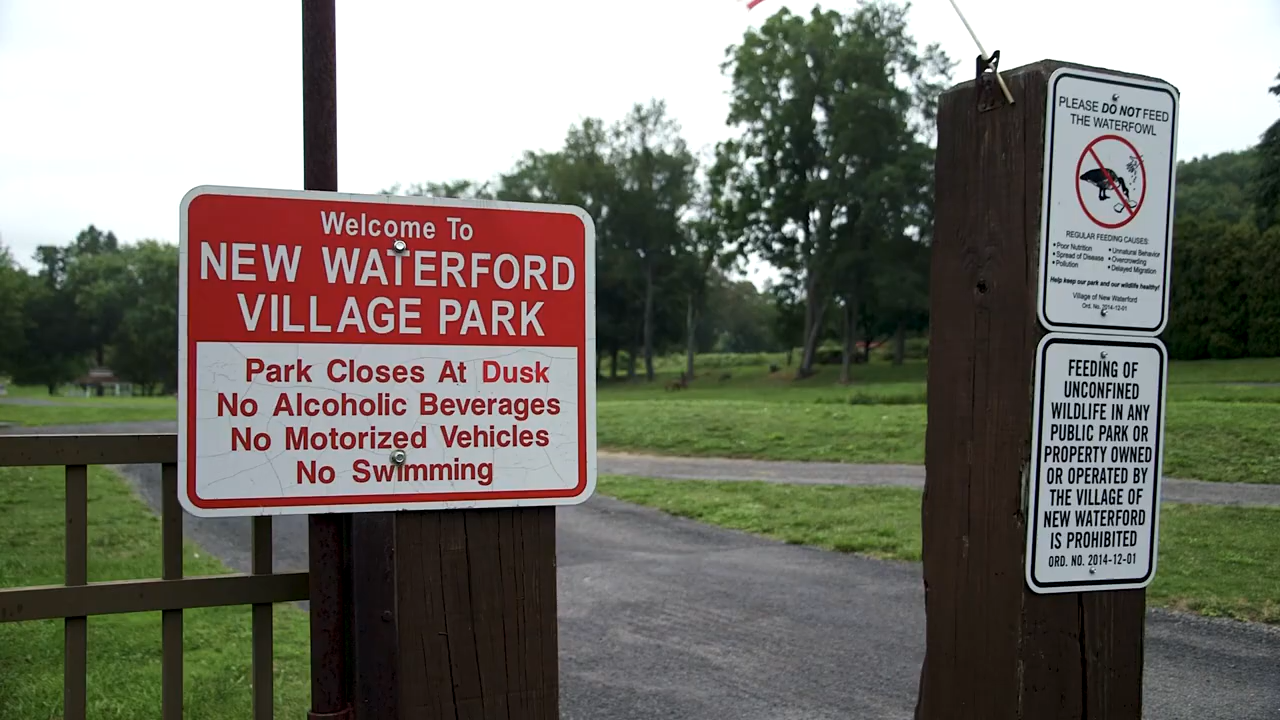 Welcome To
NEW WATERFORD
VILLAGE PARK
Park Closes At Dusk
No Alcoholic Beverages
No Motorized Vehicles
No Swimming
PLEASE DO NOT FEED
THE WATERFOWL
REGULAR FEEDING CAUSES:
• Poor Nutrition
• Spread of Disease
• Pollution
• Unnatural Behavior
• Overcrowding
• Delayed Migration
Help keep our park and our wildlife healthy!
Village of New Waterford
Ord. No. 2014-12-01
FEEDING OF
UNCONFINED
WILDLIFE IN ANY
PUBLIC PARK OR
PROPERTY OWNED
OR OPERATED BY
THE VILLAGE OF
NEW WATERFORD
IS PROHIBITED
ORD. NO. 2014-12-01